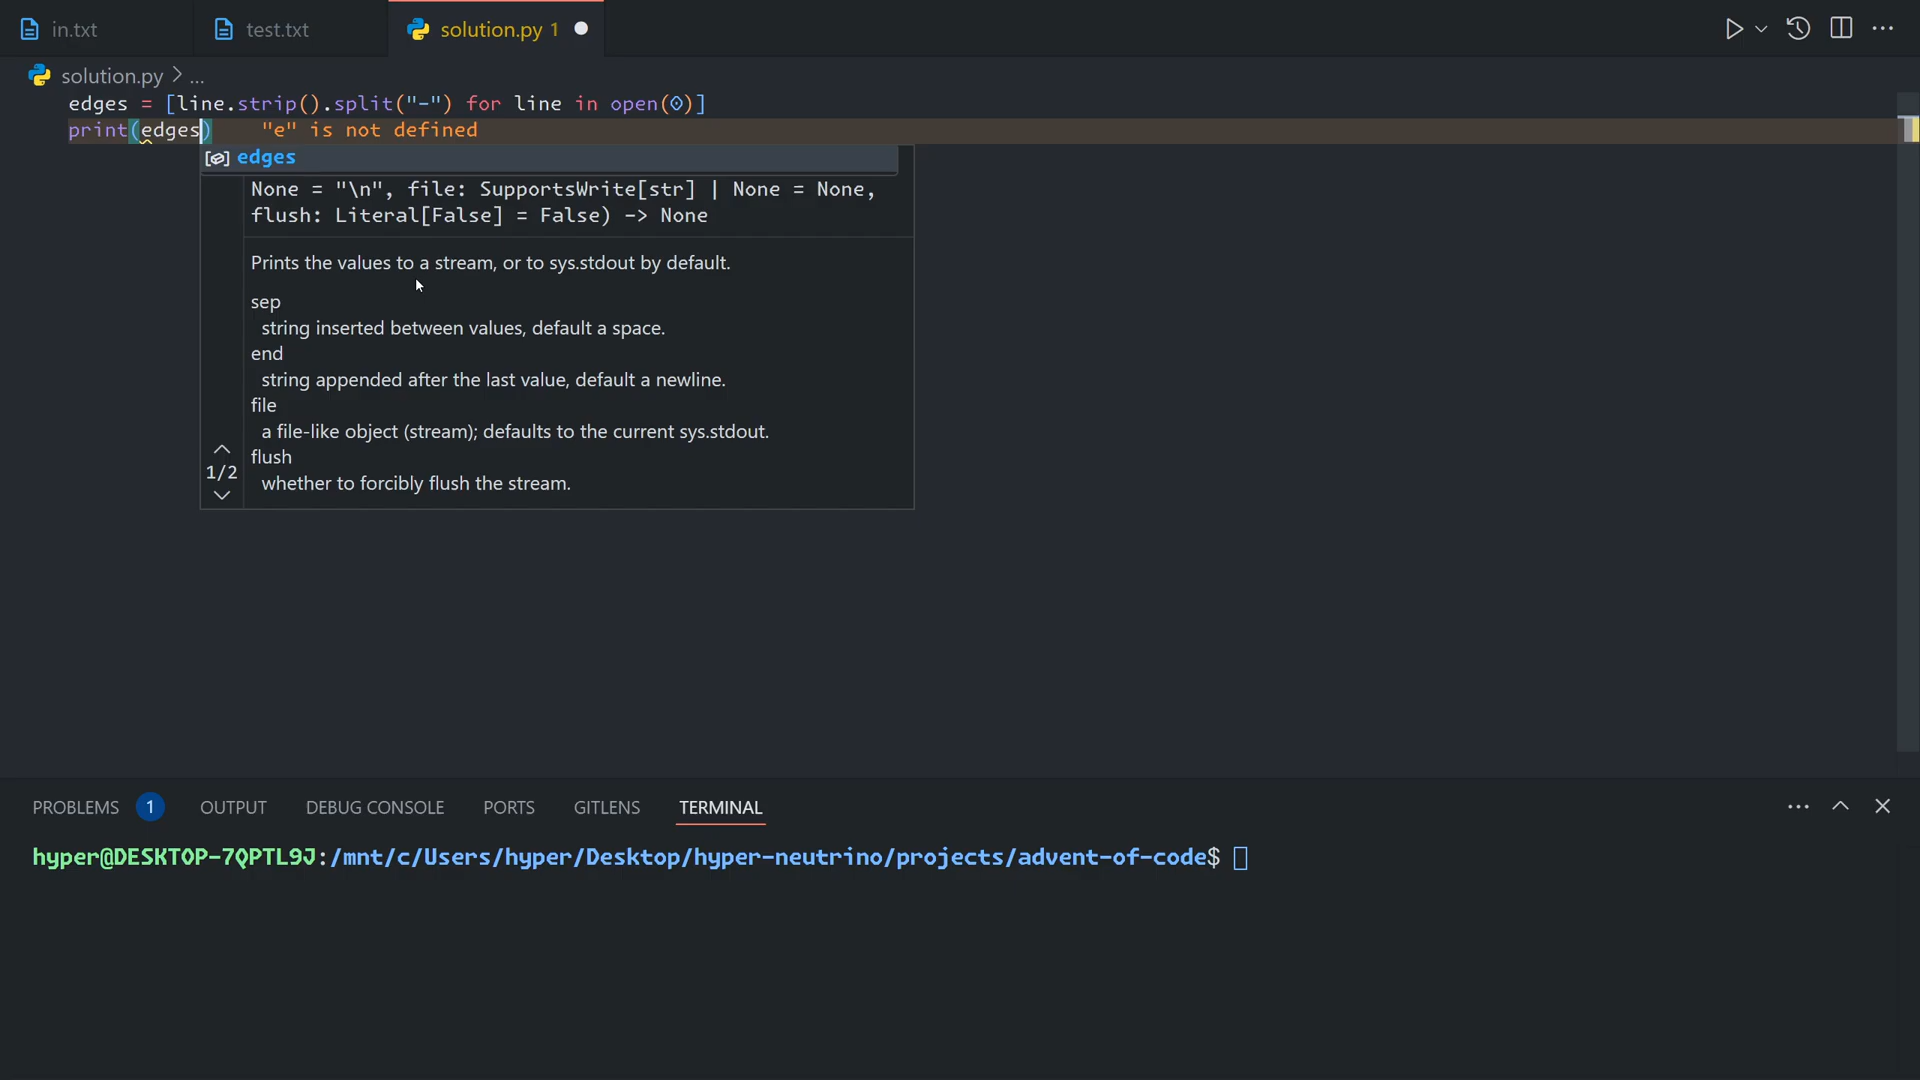 in.txt
test.txt
solution.py 1
solution.py > ...
edges = [line.strip().split("-") for line in open(0)]
print(edges) "e" is not defined
edges
None = "\n", file: SupportsWrite[str] | None = None,
flush: Literal[False] = False) -> None
Prints the values to a stream, or to sys.stdout by default.
sep
string inserted between values, default a space.
end
string appended after the last value, default a newline.
file
a file-like object (stream); defaults to the current sys.stdout.
flush
whether to forcibly flush the stream.
1/2
PROBLEMS 1 OUTPUT DEBUG CONSOLE PORTS GITLENS TERMINAL
hyper@DESKTOP-7QPTL9J:/mnt/c/Users/hyper/Desktop/hyper-neutrino/projects/advent-of-code$